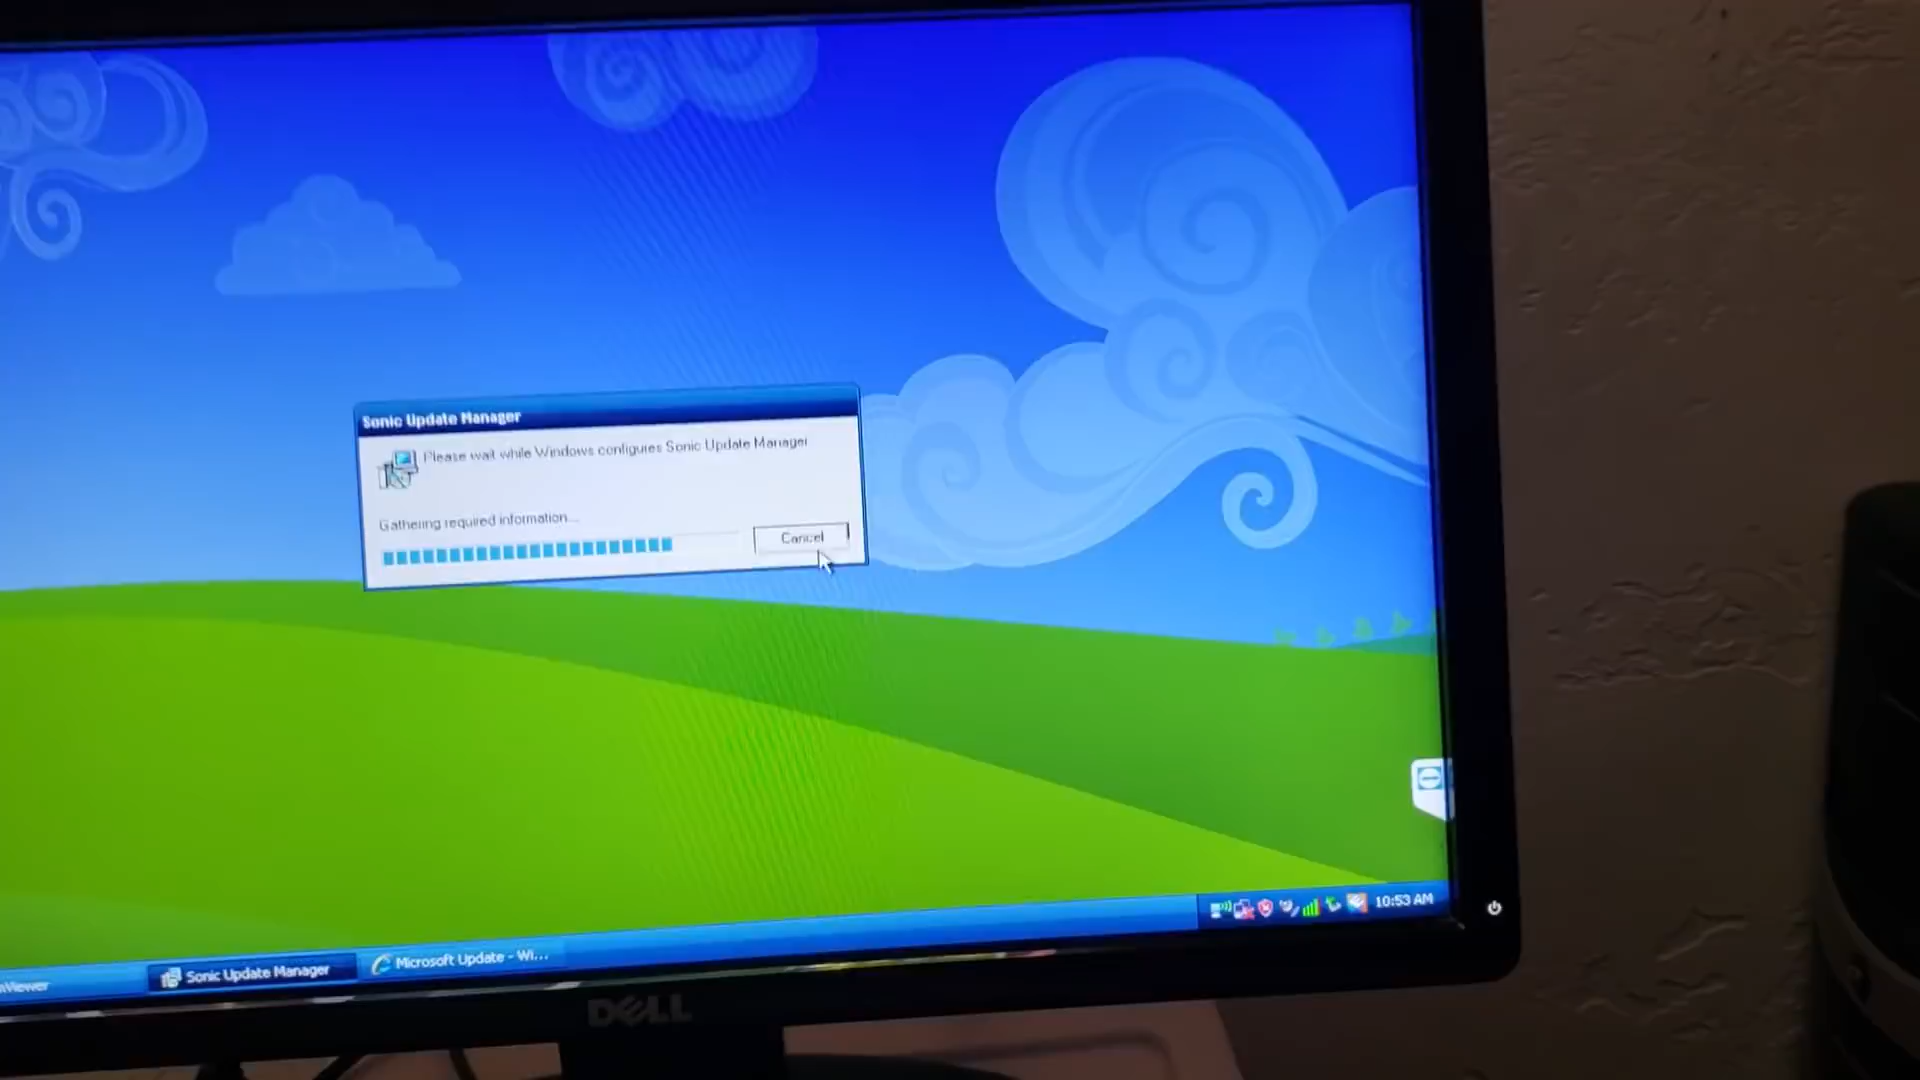 Sonic Update Manager
Please wait while Windows configures Sonic Update Manager
Gathering required information...
Cancel
10:53 AM
Viewer
Sonic Update Manager
Microsoft Update - Wi...
DELL